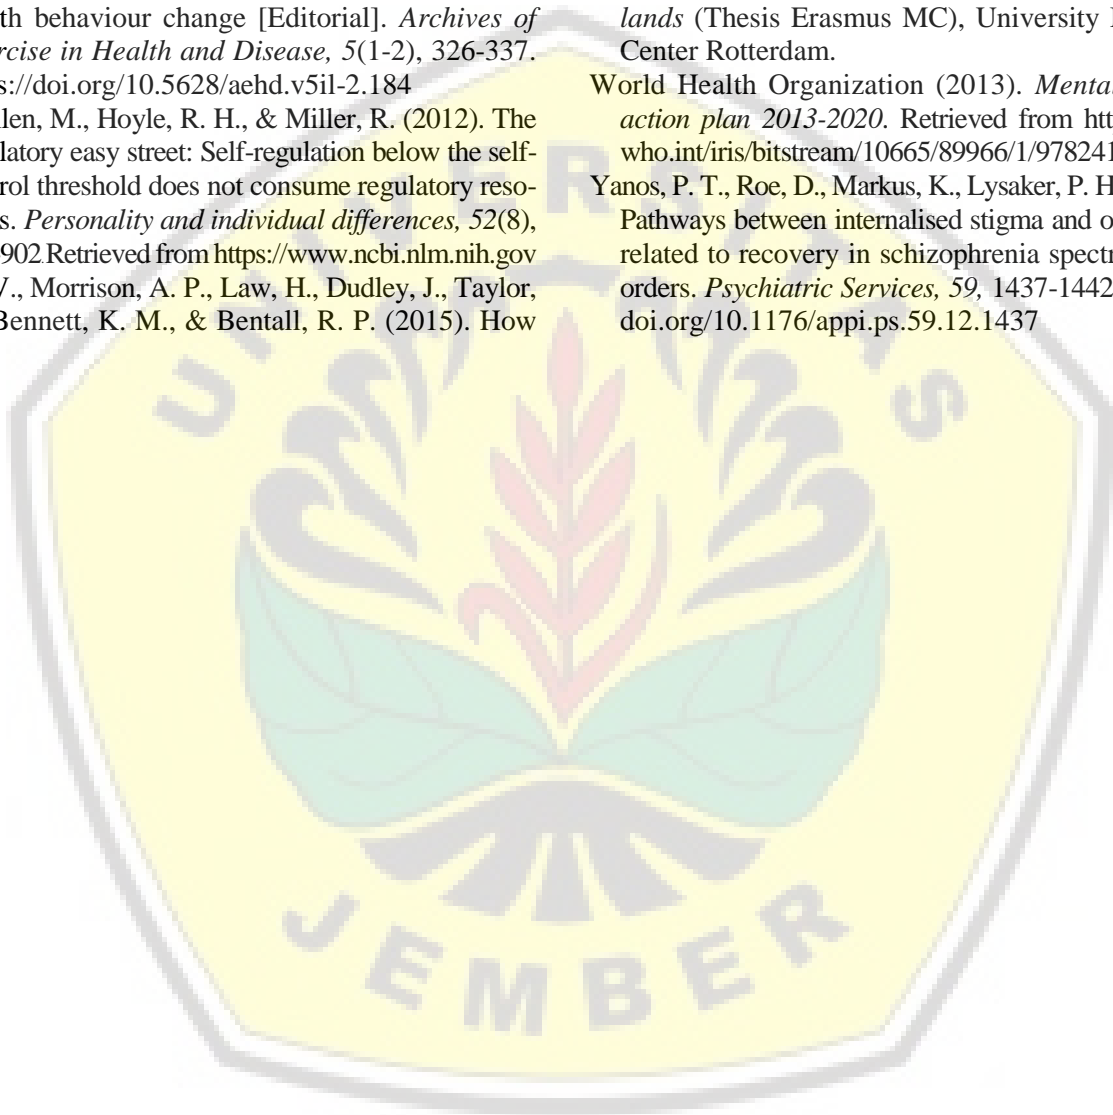 th behaviour change [Editorial]. Archives of
rcise in Health and Disease, 5(1-2), 326-337.
s://doi.org/10.5628/aehd.v5il-2.184
len, M., Hoyle, R. H., & Miller, R. (2012). The
latory easy street: Self-regulation below the self-
rol threshold does not consume regulatory reso-
s. Personality and individual differences, 52(8),
902 Retrieved from https://www.ncbi.nlm.nih.gov
V., Morrison, A. P., Law, H., Dudley, J., Taylor,
Bennett, K. M., & Bentall, R. P. (2015). How
lands (Thesis Erasmus MC), University
Center Rotterdam.
World Health Organization (2013). Mental
action plan 2013-2020. Retrieved from htt
who.int/iris/bitstream/10665/89966/1/978241
Yanos, P. T., Roe, D., Markus, K., Lysaker, P. H
Pathways between internalised stigma and o
related to recovery in schizophrenia spectr
orders. Psychiatric Services, 59, 1437-1442
doi.org/10.1176/appi.ps.59.12.1437
UNIVERSITAS
JEMBER